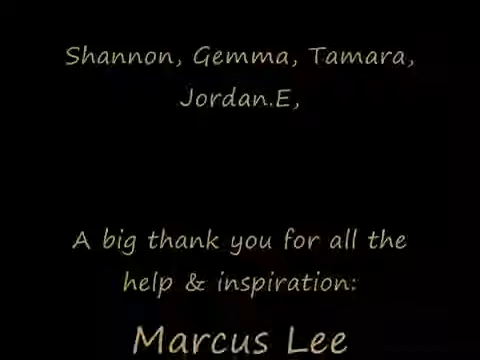 Shannon, Gemma, Tamara,
Jordan.E,
A big thank you for all the
help & inspiration:
Marcus Lee